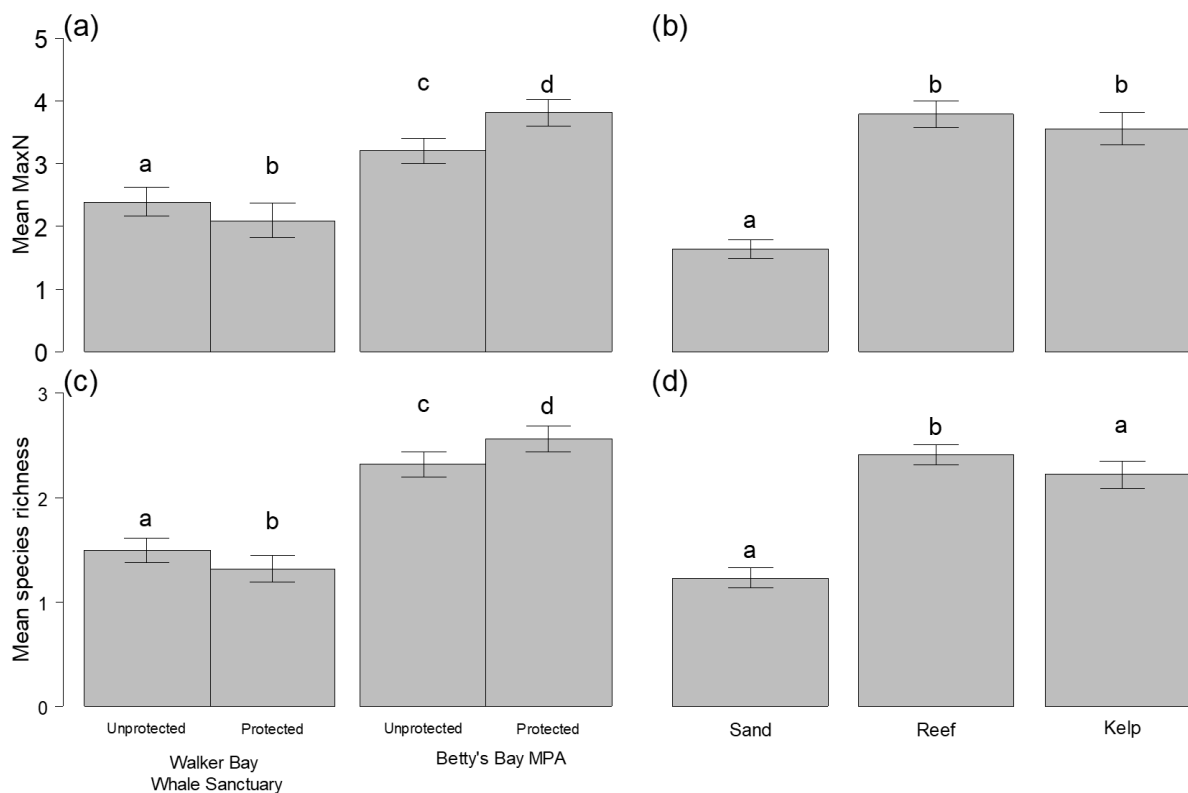 (a)
Mean MaxN
5
4
3
2
1
0
a
b
c
d
(b)
a
b
b
(c)
Mean species richness
3
2
1
0
a
b
c
d
(d)
a
b
a
Unprotected Protected Unprotected Protected
Walker Bay
Whale Sanctuary
Betty's Bay MPA
Sand Reef Kelp